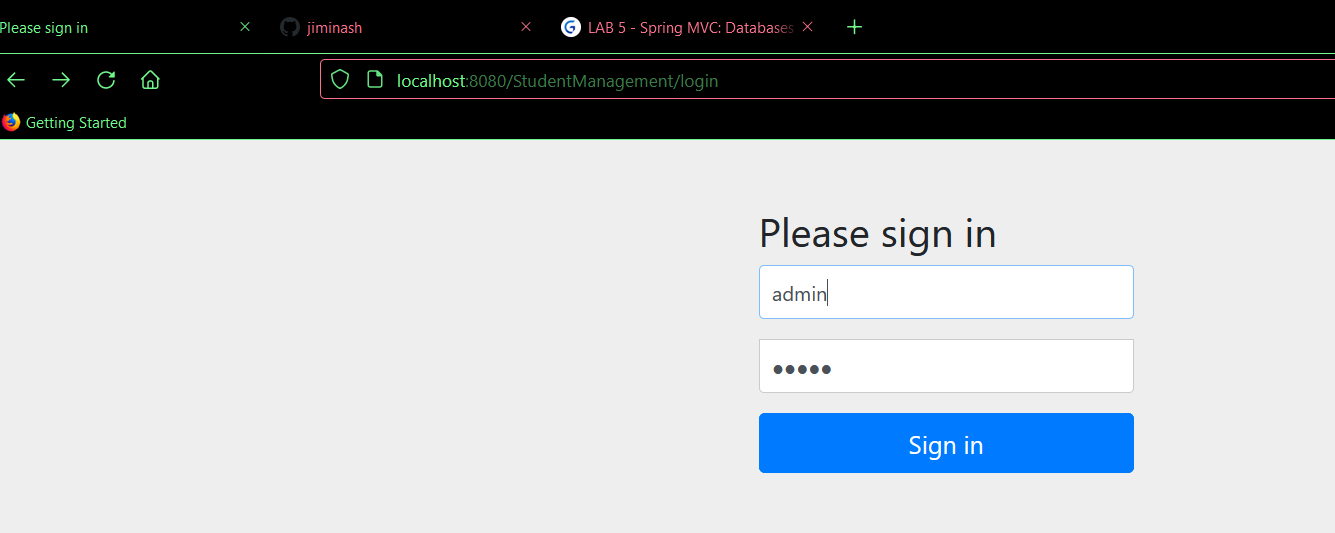 Please sign in
jiminash
LAB 5 - Spring MVC: Databases
localhost:8080/StudentManagement/login
Getting Started
Please sign in
admin
•••••
Sign in